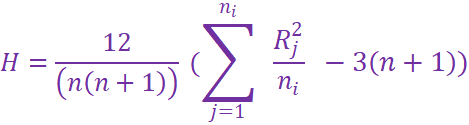 H = 12/(n(n+1)) ( ∑_{j=1}^{n_i} R_j^2/n_i − 3(n+1))